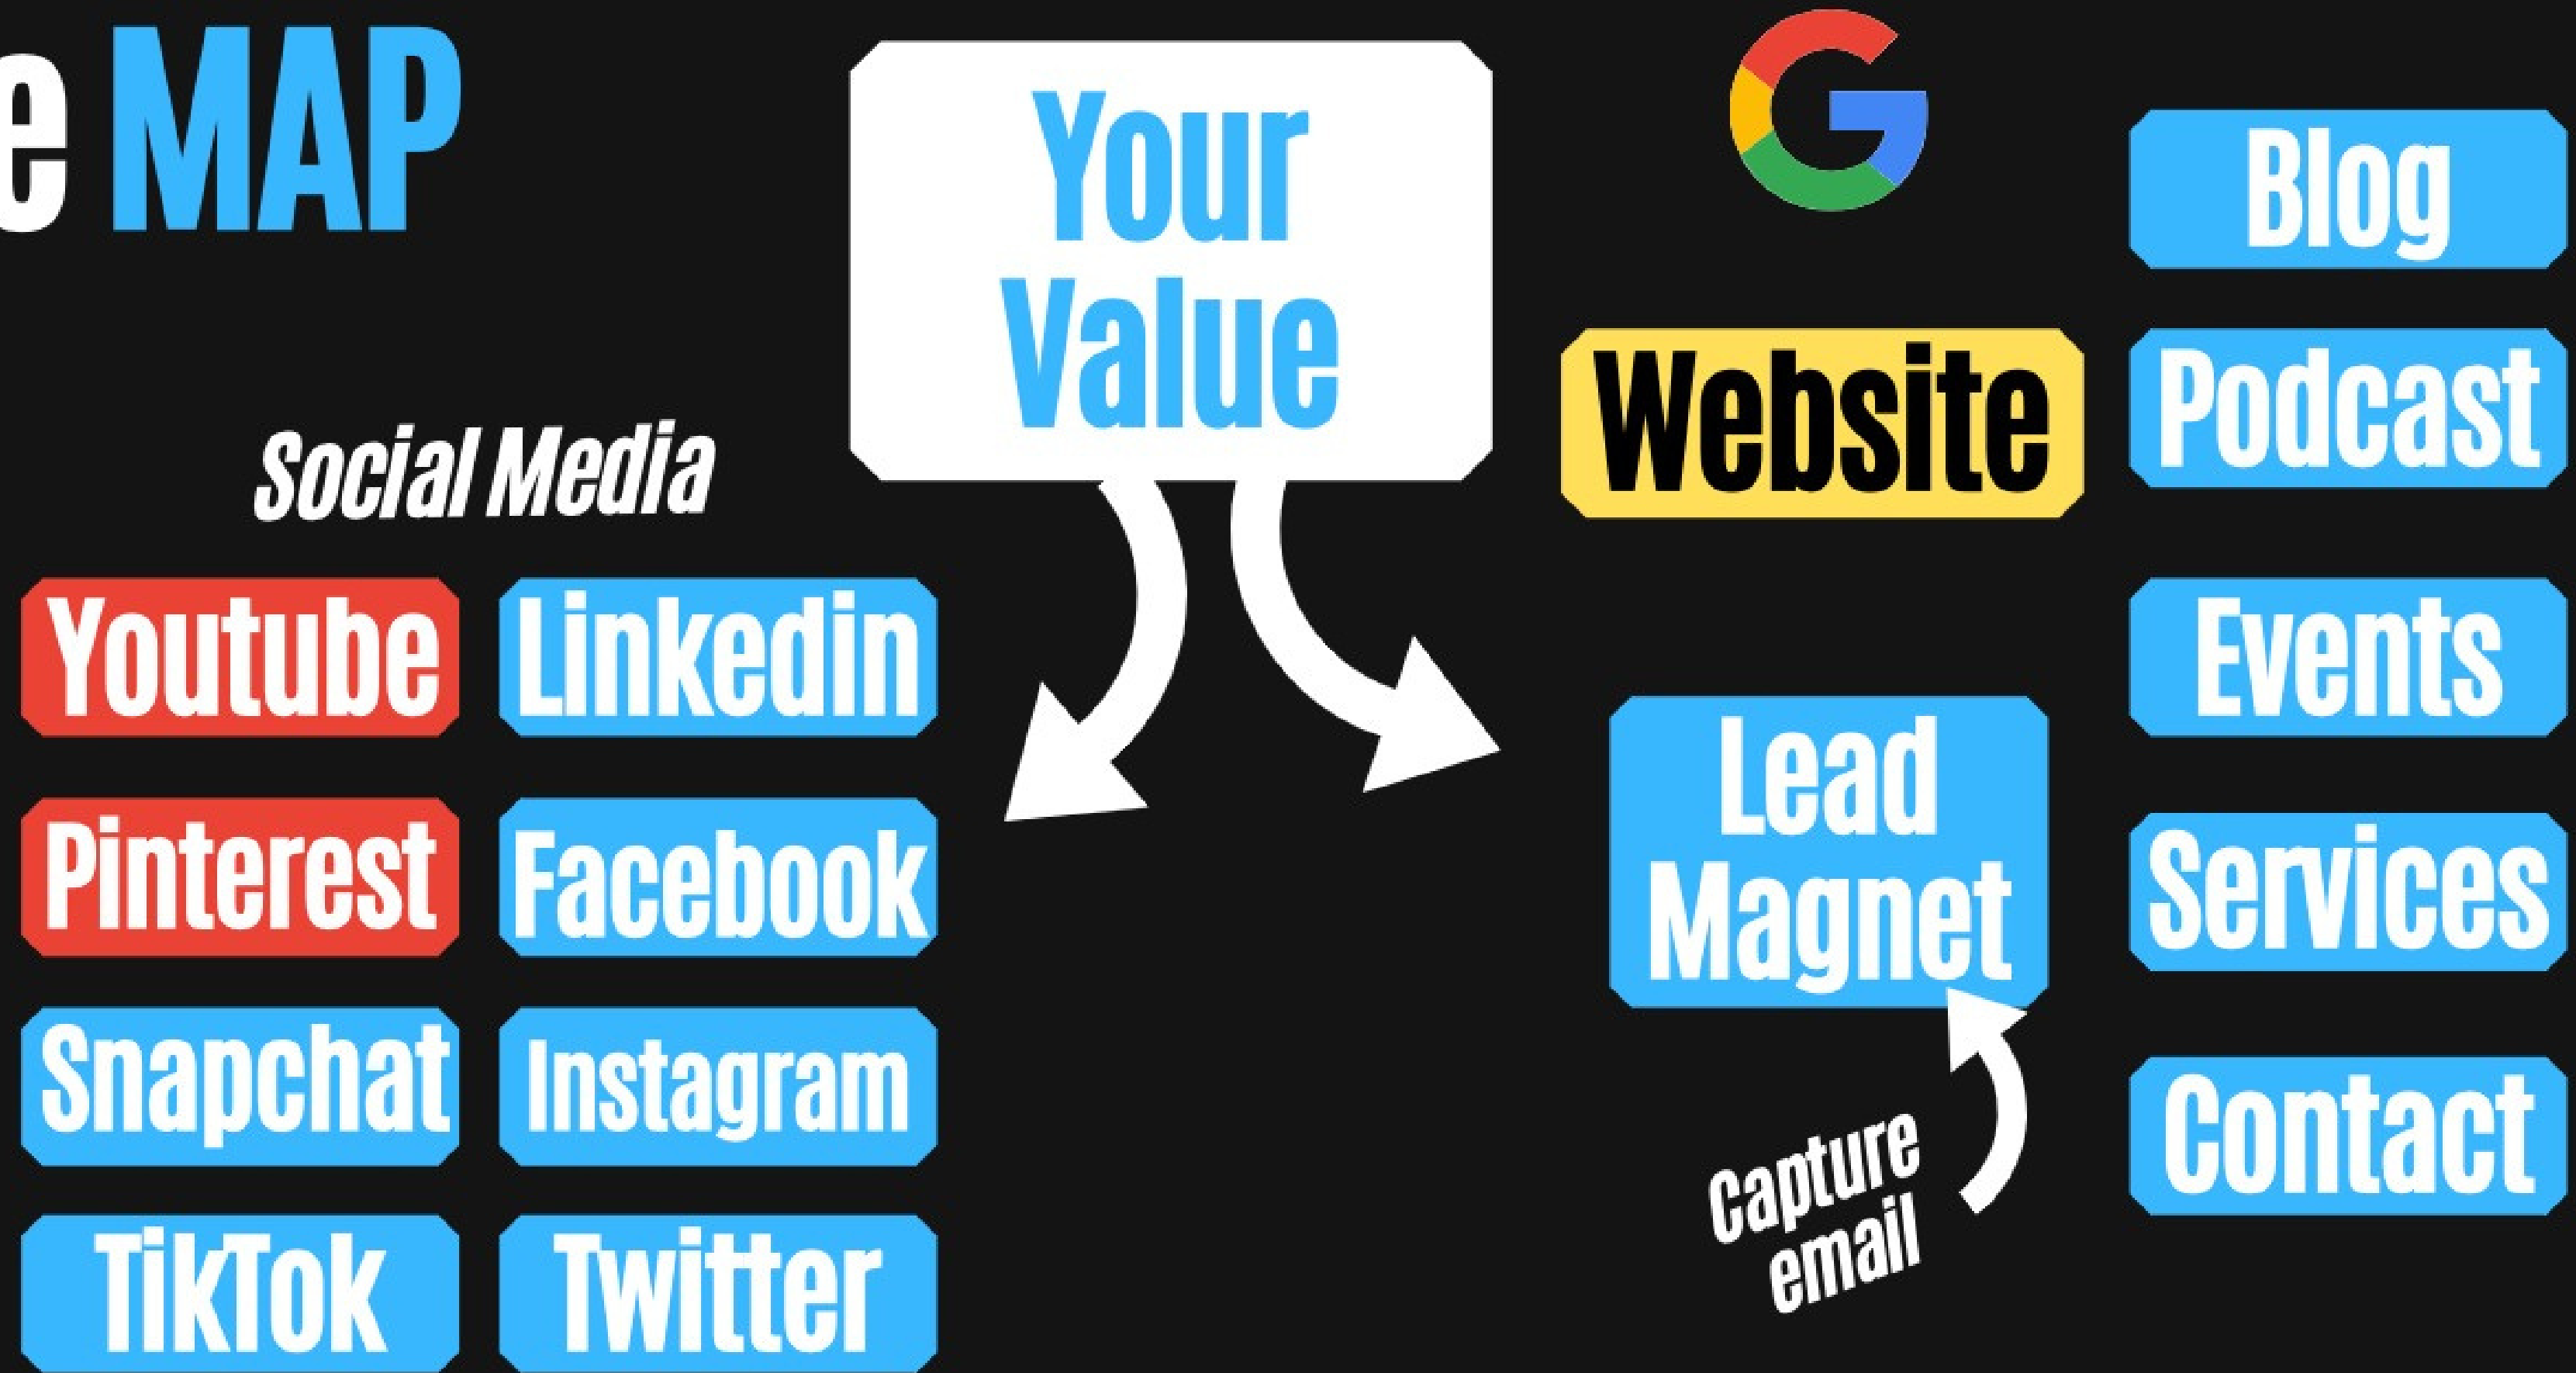 e MAP
Your
Value
Social Media
Youtube
Linkedin
Pinterest
Facebook
Snapchat
Instagram
TikTok
Twitter
G
Website
Lead
Magnet
Capture
email
Blog
Podcast
Events
Services
Contact